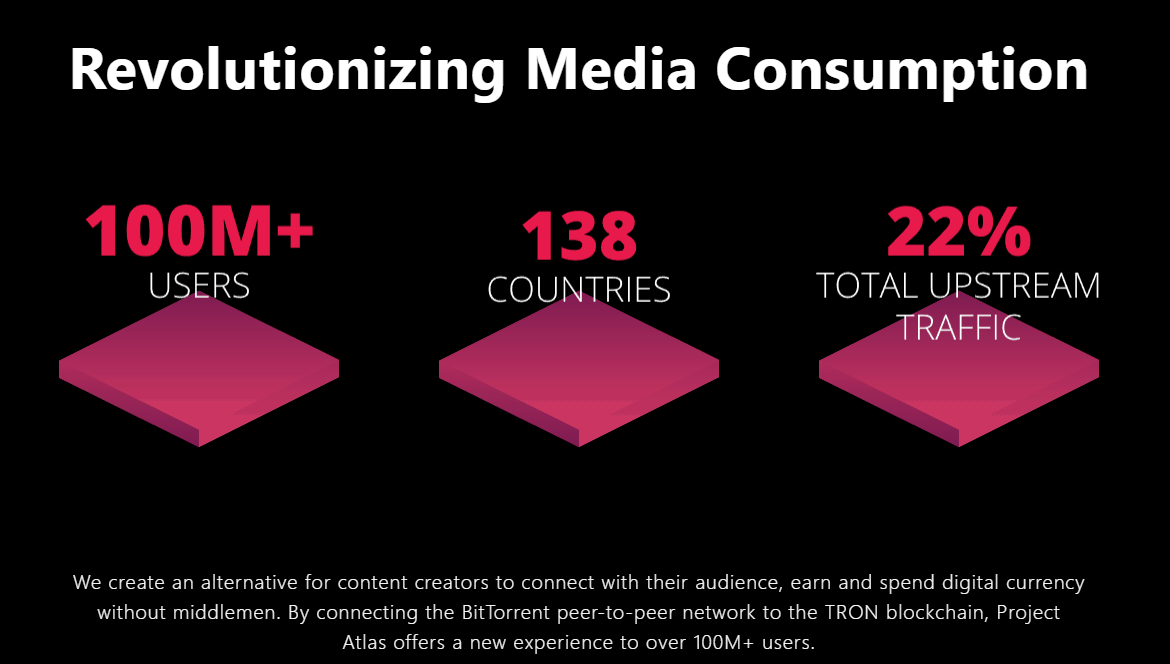 Revolutionizing Media Consumption
100M+
USERS
138
COUNTRIES
22%
TOTAL UPSTREAM
TRAFFIC
We create an alternative for content creators to connect with their audience, earn and spend digital currency
without middlemen. By connecting the BitTorrent peer-to-peer network to the TRON blockchain, Project
Atlas offers a new experience to over 100M+ users.